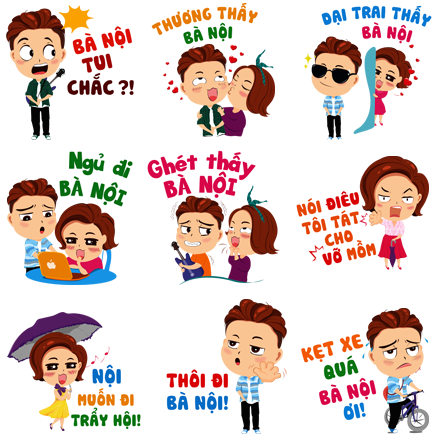 BÀ NỘI
TUI
CHẮC ?!
THƯƠNG THẤY
BÀ NỘI
DẠI TRAI THẤY
BÀ NỘI
Ngủ đi
BÀ NỘI
Ghét thấy
BÀ NỘI
NÓI ĐIÊU
TÔI TÁT
CHO
VỠ MỒM
NỘI
MUỐN ĐI
TRẨY HỘI!
THÔI ĐI
BÀ NỘI!
KẸT XE
QUÁ
BÀ NỘI
ƠI!